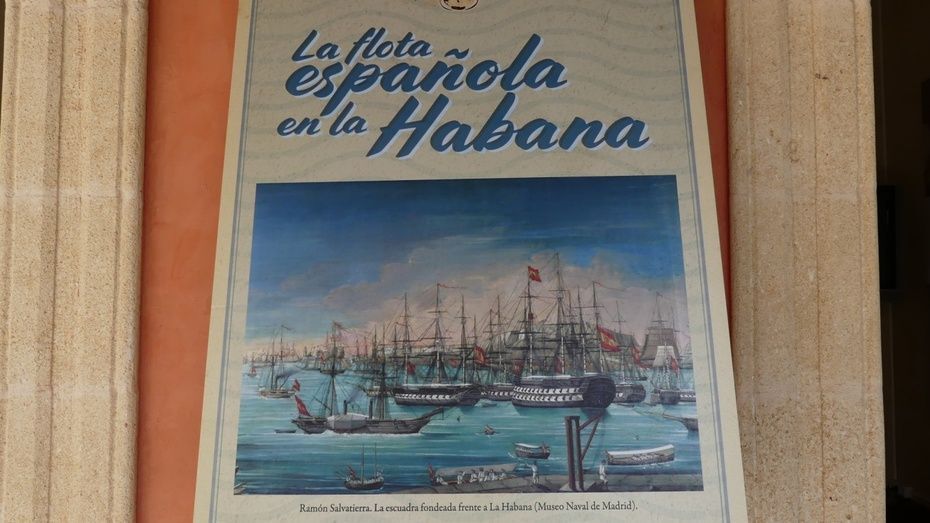 La flota
española
en la Habana
Ramón Salvatierra. La escuadra fondeada frente a La Habana (Museo Naval de Madrid).